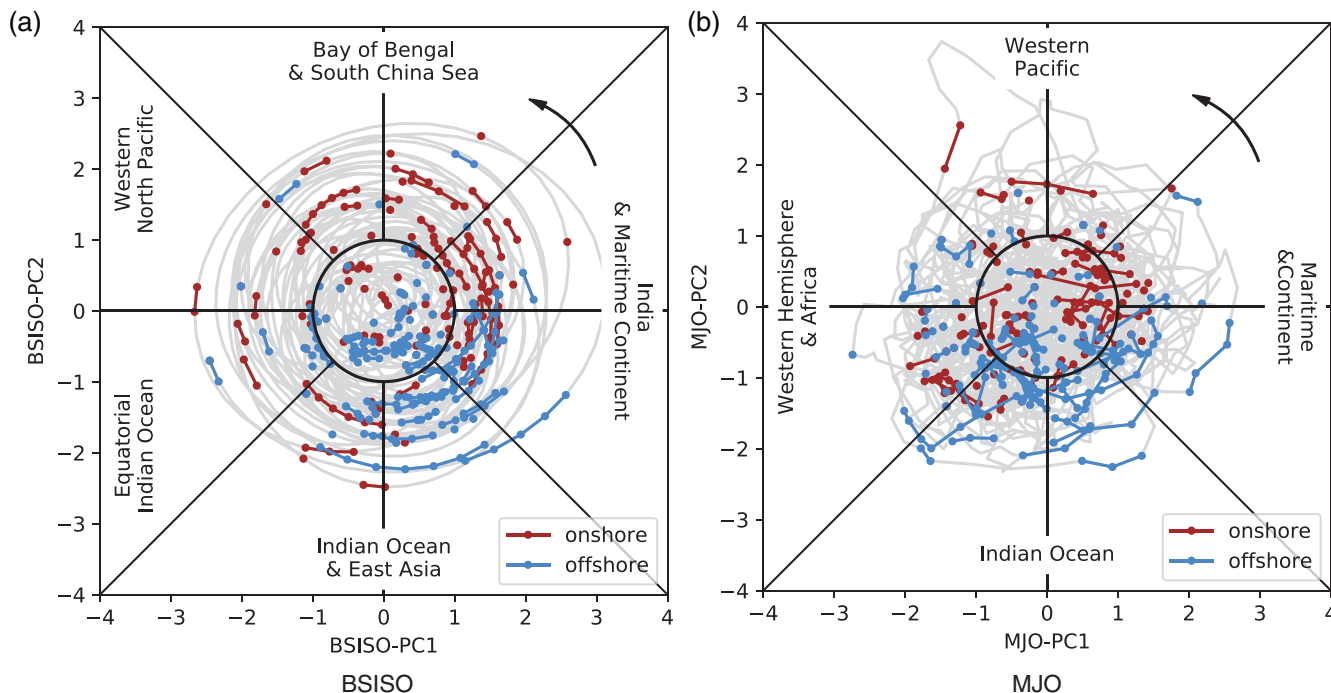 (a)
4
3
2
1
0
−1
−2
−3
−4
−4
−3
−2
−1
0
1
2
3
4
BSISO-PC2
BSISO-PC1
Bay of Bengal
& South China Sea
Western
North Pacific
India
& Maritime Continent
Equatorial
Indian Ocean
Indian Ocean
& East Asia
onshore
offshore
BSISO
(b)
4
3
2
1
0
−1
−2
−3
−4
−4
−3
−2
−1
0
1
2
3
4
MJO-PC2
MJO-PC1
Western
Pacific
Western Hemisphere
& Africa
Maritime
&Continent
Indian Ocean
onshore
offshore
MJO